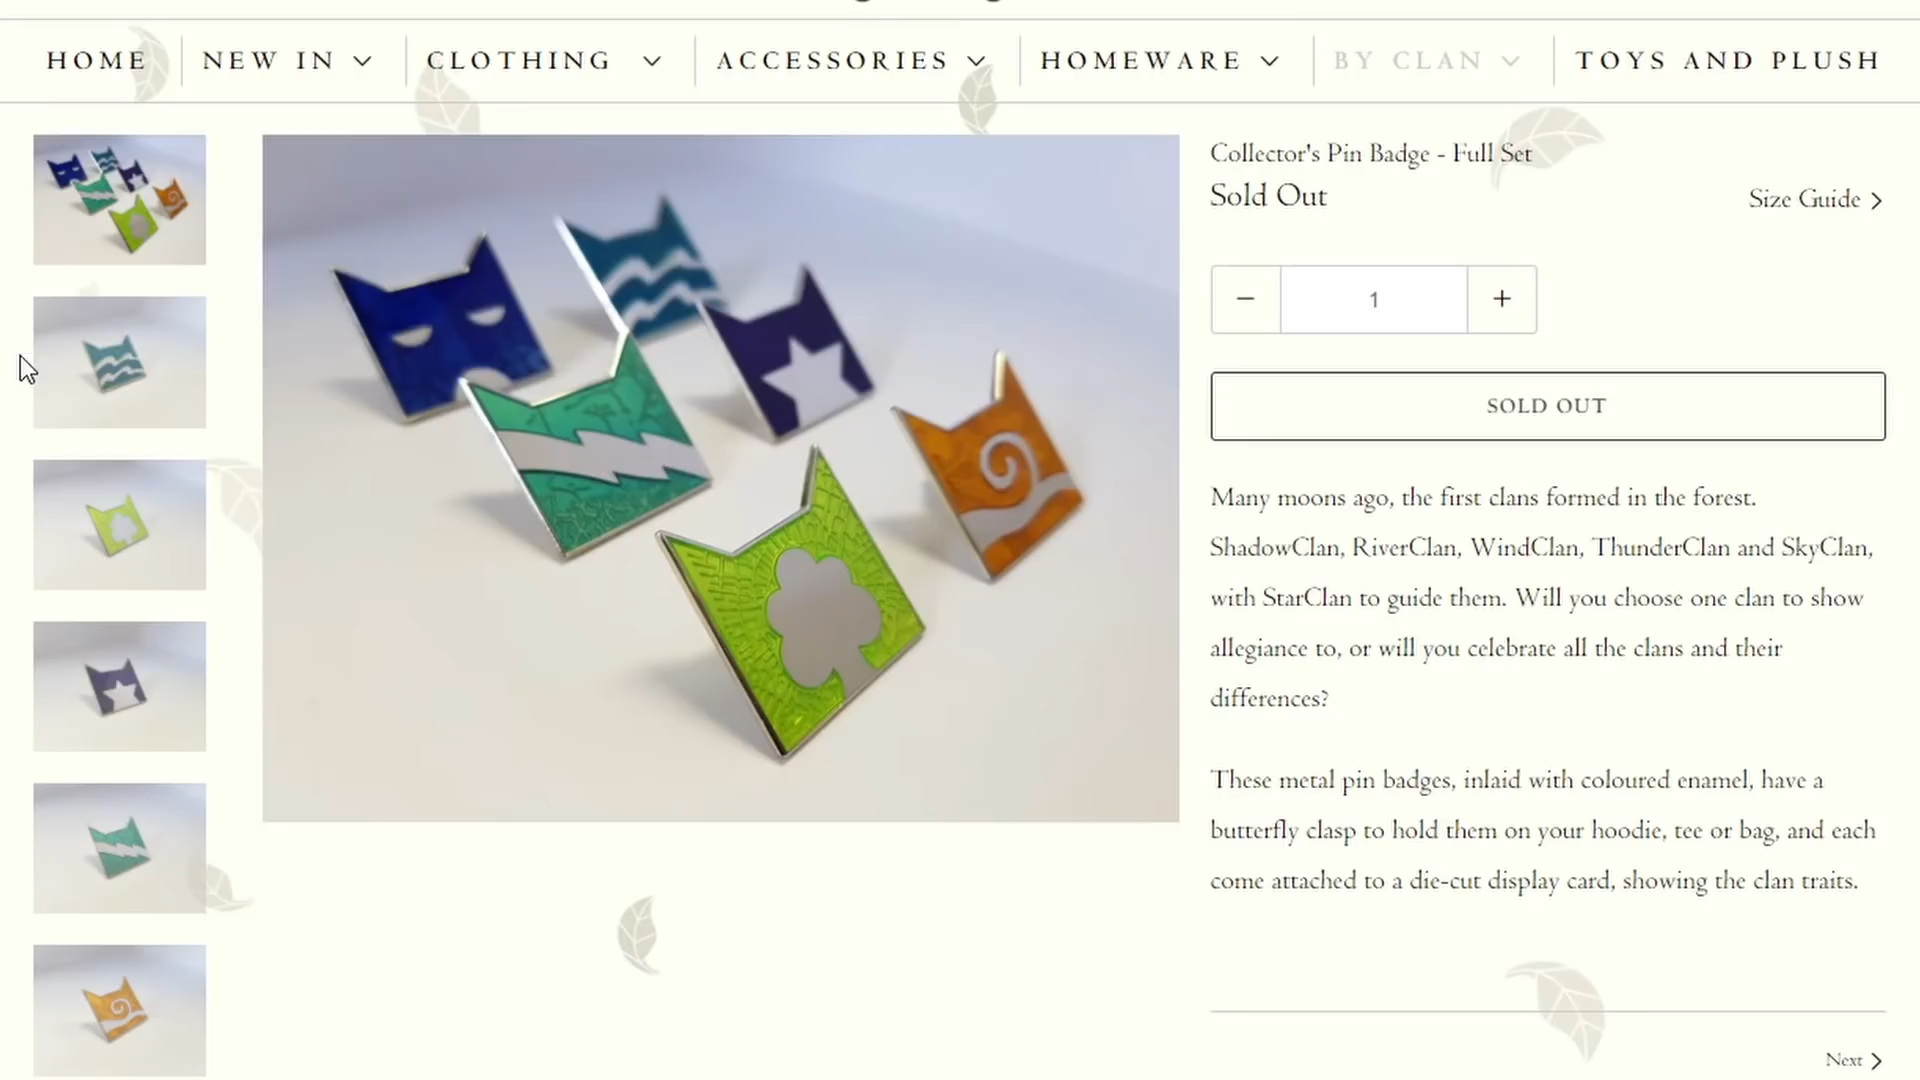 HOME
NEW IN
CLOTHING
ACCESSORIES
HOMEWARE
BY CLAN
TOYS AND PLUSH
Collector's Pin Badge - Full Set
Sold Out
Size Guide
1
SOLD OUT
Many moons ago, the first clans formed in the forest.
ShadowClan, RiverClan, WindClan, ThunderClan and SkyClan,
with StarClan to guide them. Will you choose one clan to show
allegiance to, or will you celebrate all the clans and their
differences?
These metal pin badges, inlaid with coloured enamel, have a
butterfly clasp to hold them on your hoodie, tee or bag, and each
come attached to a die-cut display card, showing the clan traits.
Next